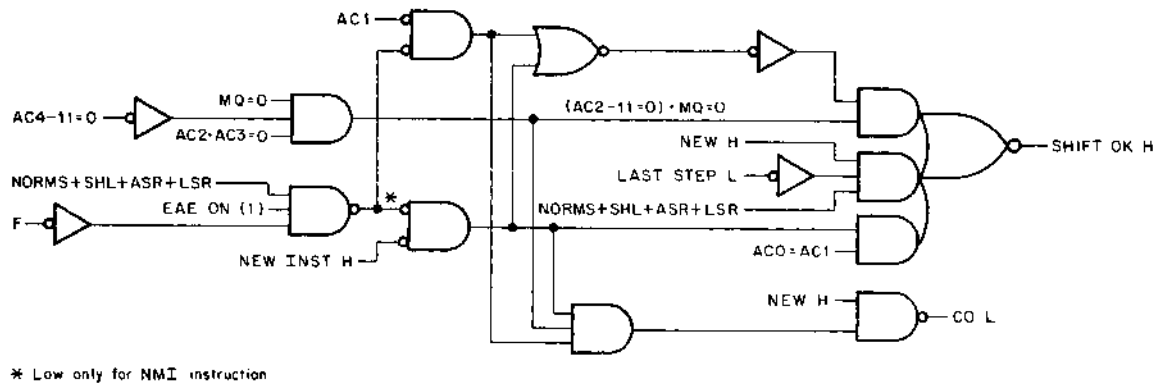 AC1
MQ=0
AC4-11=0
AC2·AC3=0
(AC2-11=0)·MQ=0
NEW H
SHIFT OK H
LAST STEP L
NORMS+SHL+ASR+LSR
EAE ON (1)
NORMS+SHL+ASR+LSR
*
F
NEW INST H
AC0=AC1
NEW H
CO L
* Low only for NMI instruction